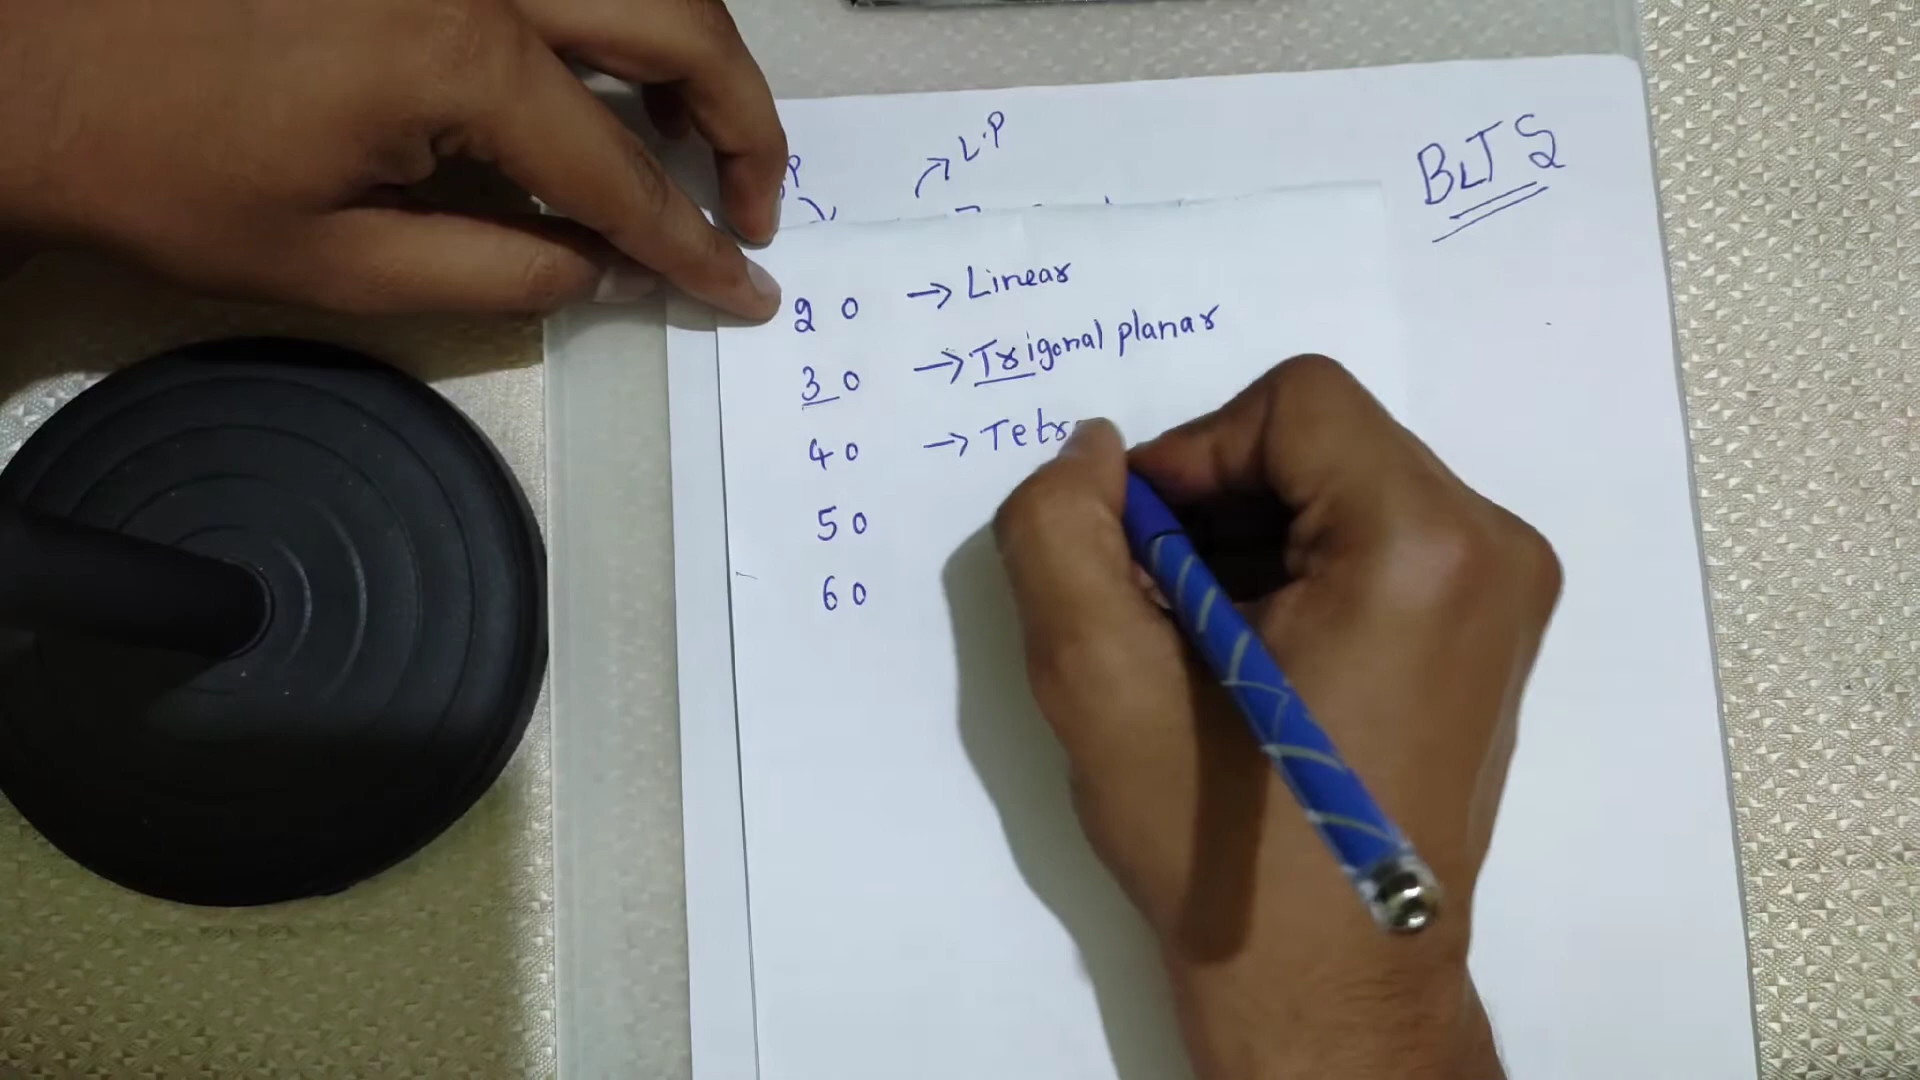 L.P
BLTS
2 0 → Linear
3 0 → Trigonal planar
4 0 → Tetr
5 0
6 0